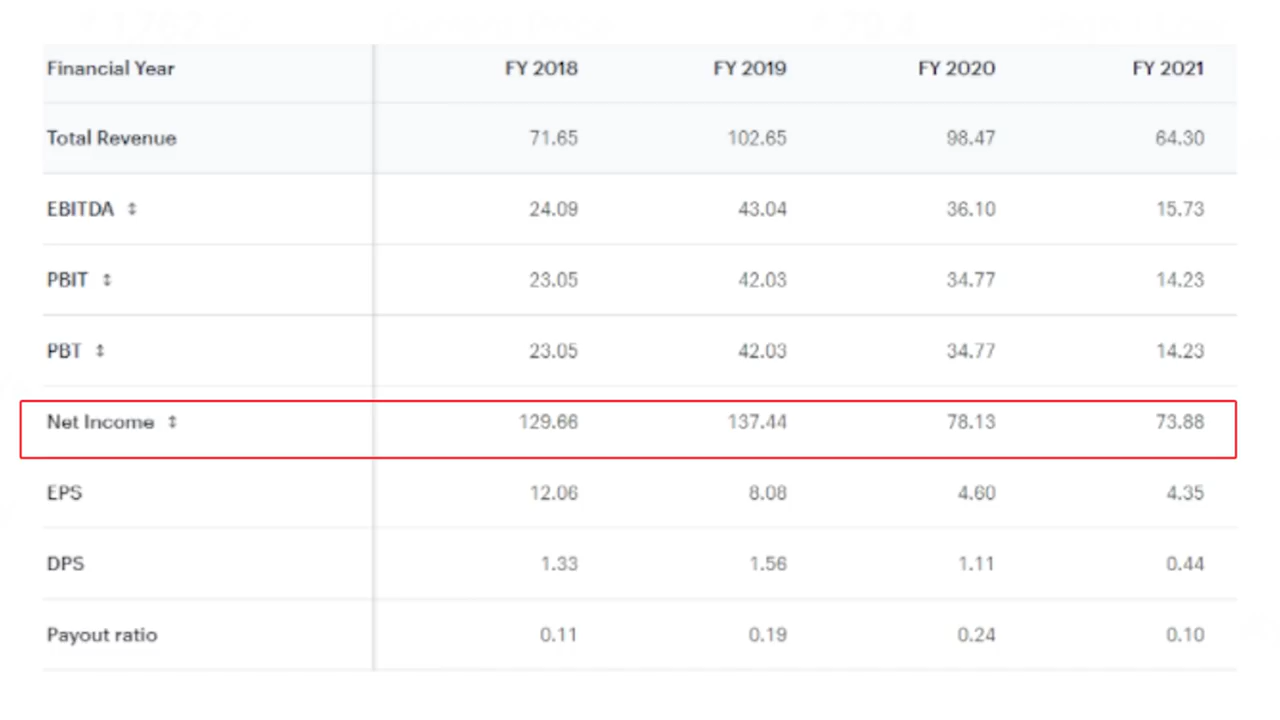 Financial Year FY 2018 FY 2019 FY 2020 FY 2021
Total Revenue 71.65 102.65 98.47 64.30
EBITDA ↕ 24.09 43.04 36.10 15.73
PBIT ↕ 23.05 42.03 34.77 14.23
PBT ↕ 23.05 42.03 34.77 14.23
Net Income ↕ 129.66 137.44 78.13 73.88
EPS 12.06 8.08 4.60 4.35
DPS 1.33 1.56 1.11 0.44
Payout ratio 0.11 0.19 0.24 0.10